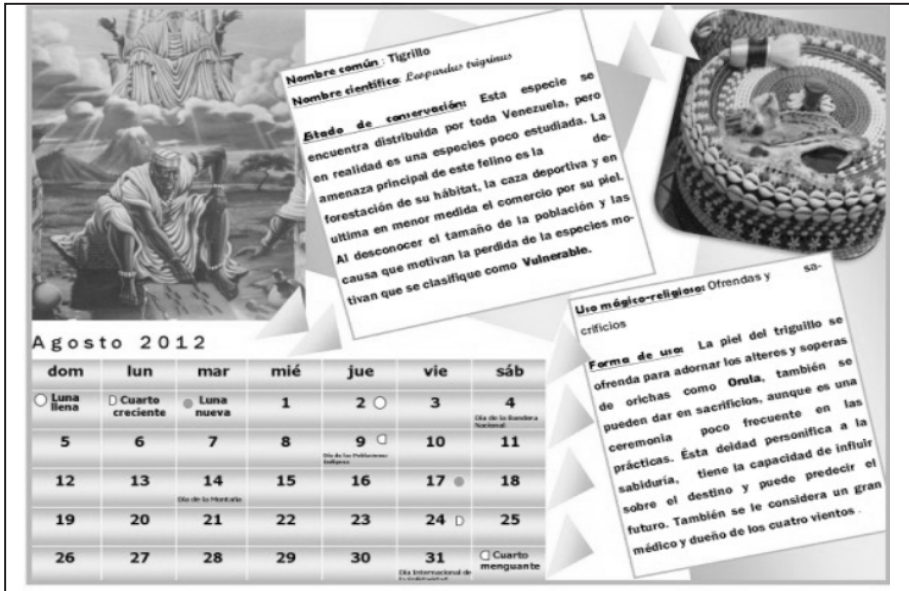 Nombre común : Tigrillo
Nombre científico: Leopardus trigrinus
Estado de conservación: Esta especie se
encuentra distribuida por toda Venezuela, pero
en realidad es una especies poco estudiada. La
amenaza principal de este felino es la de-
forestación de su hábitat, la caza deportiva y en
ultima en menor medida el comercio por su piel.
Al desconocer el tamaño de la población y las
causa que motivan la perdida de la especies mo-
tivan que se clasifique como Vulnerable.
Uso mágico-religioso: Ofrendas y sa-
crificios
Forma de uso: La piel del triguillo se
ofrenda para adornar los alteres y soperas
de orichas como Orula, también se
pueden dar en sacrificios, aunque es una
ceremonia poco frecuente en las
prácticas. Ésta deidad personifica a la
sabiduría, tiene la capacidad de influir
sobre el destino y puede predecir el
futuro. También se le considera un gran
médico y dueño de los cuatro vientos .
Agosto 2012
dom lun mar mié jue vie sáb
Luna llena Cuarto creciente Luna nueva 1 2 3 4
Día de la Bandera
Nacional
5 6 7 8 9 10 11
Día de las Poblaciones
Indígena
12 13 14 15 16 17 18
Día de la Montaña
19 20 21 22 23 24 25
26 27 28 29 30 31 Cuarto menguante
Día Internacional de